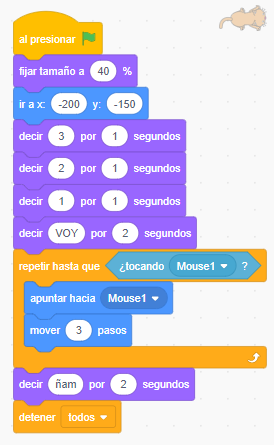 al presionar
fijar tamaño a 40 %
ir a x: -200 y: -150
decir 3 por 1 segundos
decir 2 por 1 segundos
decir 1 por 1 segundos
decir VOY por 2 segundos
repetir hasta que ¿tocando Mouse1 ?
apuntar hacia Mouse1
mover 3 pasos
decir ñam por 2 segundos
detener todos